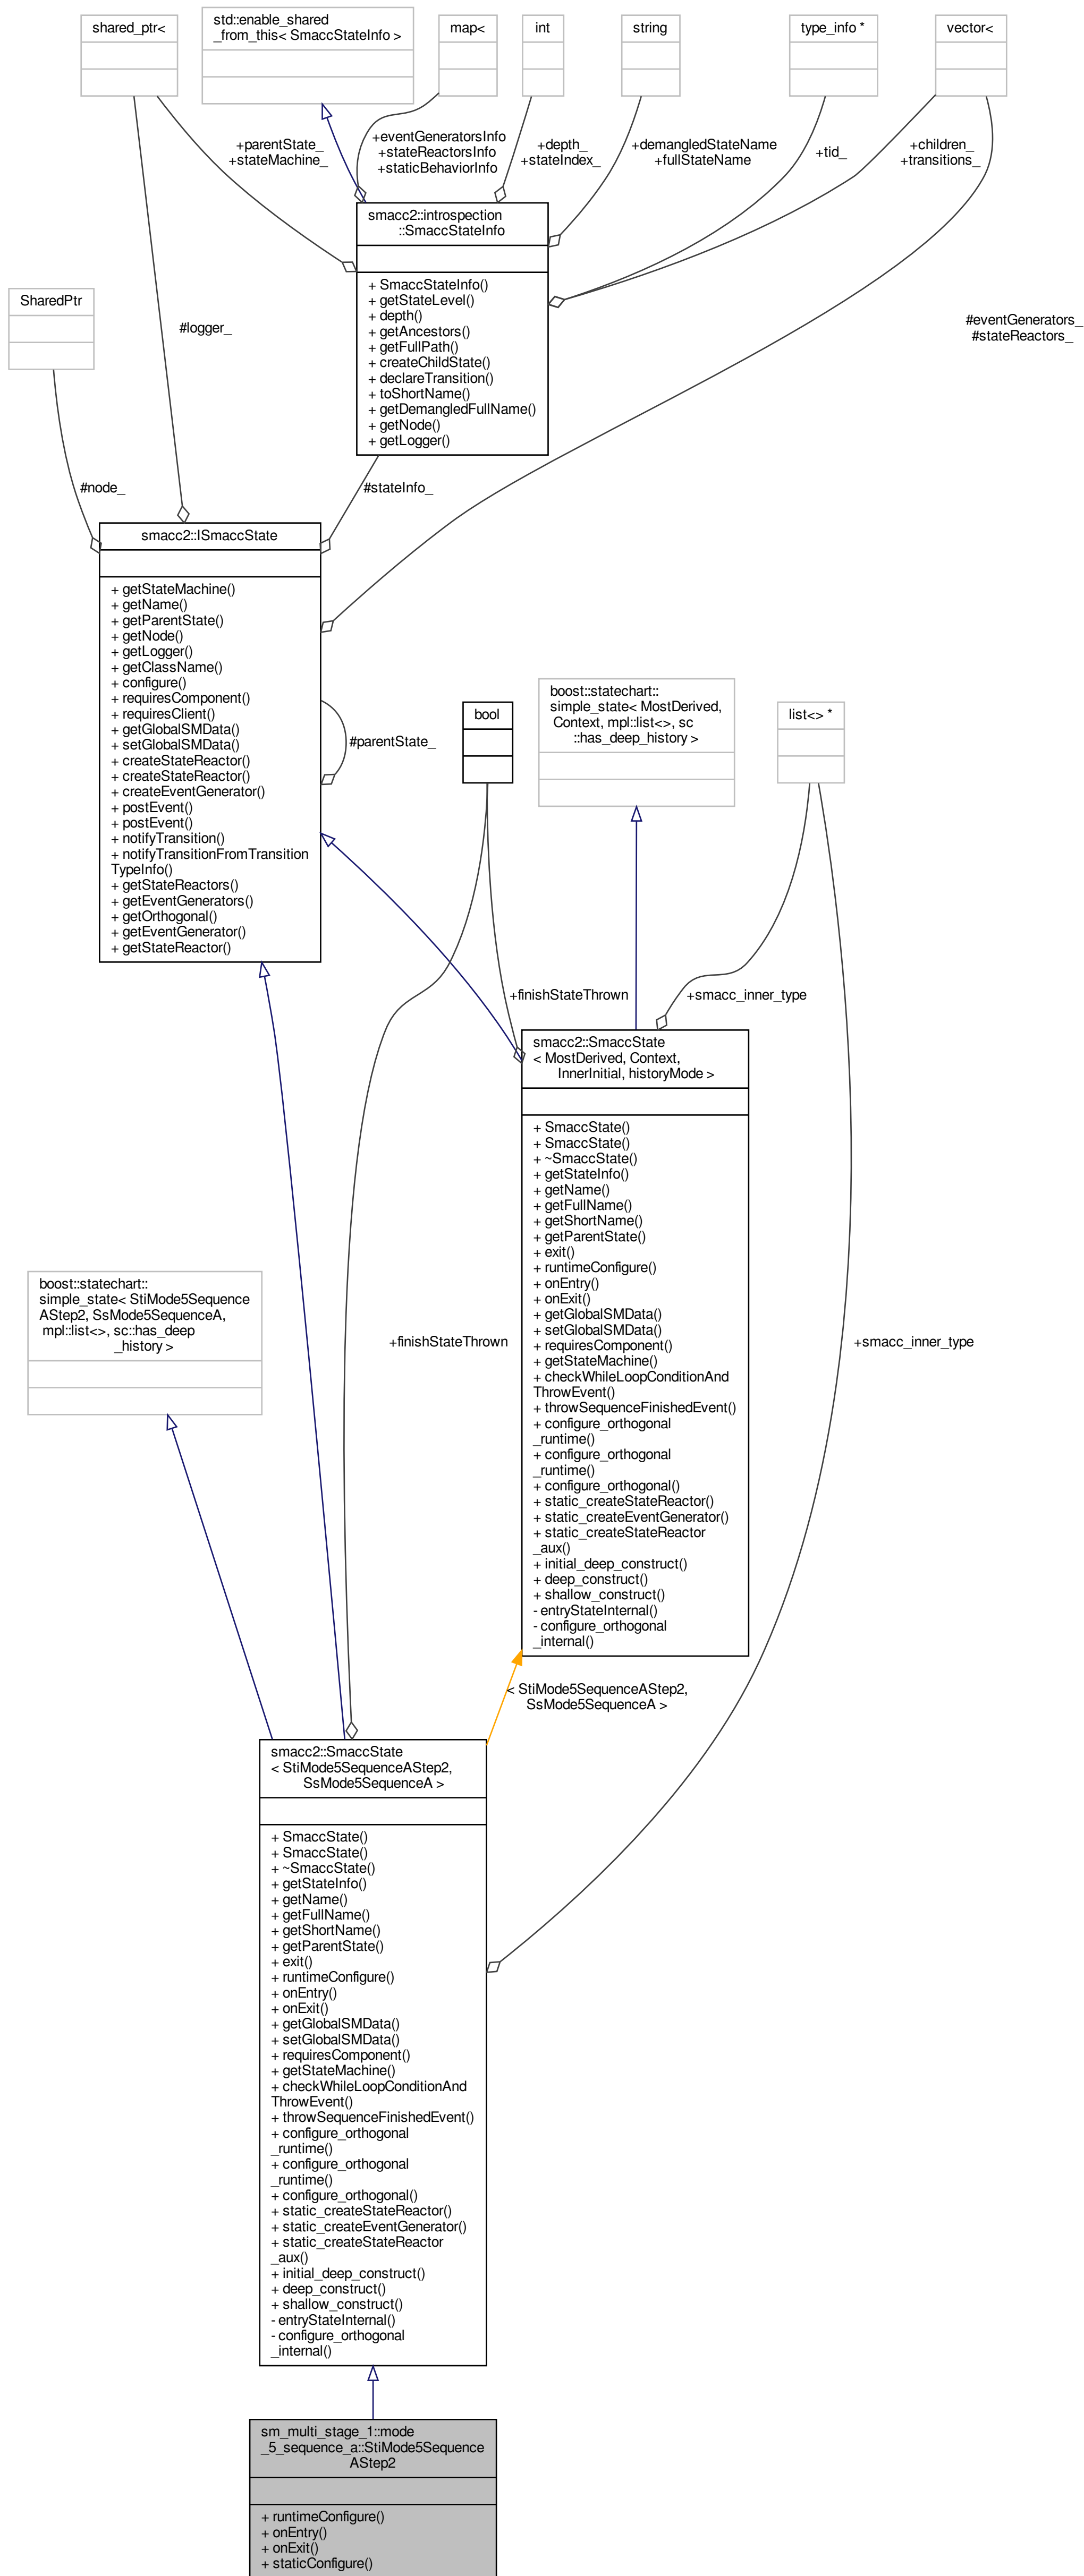 shared_ptr<
std::enable_shared
_from_this< SmaccStateInfo >
map<
int
string
type_info *
vector<
+parentState_
+stateMachine_
+eventGeneratorsInfo
+stateReactorsInfo
+staticBehaviorInfo
+depth_
+stateIndex_
+demangledStateName
+fullStateName
+tid_
+children_
+transitions_
smacc2::introspection
::SmaccStateInfo
+ SmaccStateInfo()
+ getStateLevel()
+ depth()
+ getAncestors()
+ getFullPath()
+ createChildState()
+ declareTransition()
+ toShortName()
+ getDemangledFullName()
+ getNode()
+ getLogger()
SharedPtr
#logger_
#eventGenerators_
#stateReactors_
#node_
#stateInfo_
smacc2::ISmaccState
+ getStateMachine()
+ getName()
+ getParentState()
+ getNode()
+ getLogger()
+ getClassName()
+ configure()
+ requiresComponent()
+ requiresClient()
+ getGlobalSMData()
+ setGlobalSMData()
+ createStateReactor()
+ createStateReactor()
+ createEventGenerator()
+ postEvent()
+ postEvent()
+ notifyTransition()
+ notifyTransitionFromTransition
TypeInfo()
+ getStateReactors()
+ getEventGenerators()
+ getOrthogonal()
+ getEventGenerator()
+ getStateReactor()
#parentState_
bool
boost::statechart::
simple_state< MostDerived,
Context, mpl::list<>, sc
::has_deep_history >
list<> *
+finishStateThrown
+smacc_inner_type
smacc2::SmaccState
< MostDerived, Context,
InnerInitial, historyMode >
+ SmaccState()
+ SmaccState()
+ ~SmaccState()
+ getStateInfo()
+ getName()
+ getFullName()
+ getShortName()
+ getParentState()
+ exit()
+ runtimeConfigure()
+ onEntry()
+ onExit()
+ getGlobalSMData()
+ setGlobalSMData()
+ requiresComponent()
+ getStateMachine()
+ checkWhileLoopConditionAnd
ThrowEvent()
+ throwSequenceFinishedEvent()
+ configure_orthogonal
_runtime()
+ configure_orthogonal
_runtime()
+ configure_orthogonal()
+ static_createStateReactor()
+ static_createEventGenerator()
+ static_createStateReactor
_aux()
+ initial_deep_construct()
+ deep_construct()
+ shallow_construct()
- entryStateInternal()
- configure_orthogonal
_internal()
boost::statechart::
simple_state< StiMode5Sequence
AStep2, SsMode5SequenceA,
mpl::list<>, sc::has_deep
_history >
+finishStateThrown
+smacc_inner_type
< StiMode5SequenceAStep2,
SsMode5SequenceA >
smacc2::SmaccState
< StiMode5SequenceAStep2,
SsMode5SequenceA >
+ SmaccState()
+ SmaccState()
+ ~SmaccState()
+ getStateInfo()
+ getName()
+ getFullName()
+ getShortName()
+ getParentState()
+ exit()
+ runtimeConfigure()
+ onEntry()
+ onExit()
+ getGlobalSMData()
+ setGlobalSMData()
+ requiresComponent()
+ getStateMachine()
+ checkWhileLoopConditionAnd
ThrowEvent()
+ throwSequenceFinishedEvent()
+ configure_orthogonal
_runtime()
+ configure_orthogonal
_runtime()
+ configure_orthogonal()
+ static_createStateReactor()
+ static_createEventGenerator()
+ static_createStateReactor
_aux()
+ initial_deep_construct()
+ deep_construct()
+ shallow_construct()
- entryStateInternal()
- configure_orthogonal
_internal()
sm_multi_stage_1::mode
_5_sequence_a::StiMode5Sequence
AStep2
+ runtimeConfigure()
+ onEntry()
+ onExit()
+ staticConfigure()